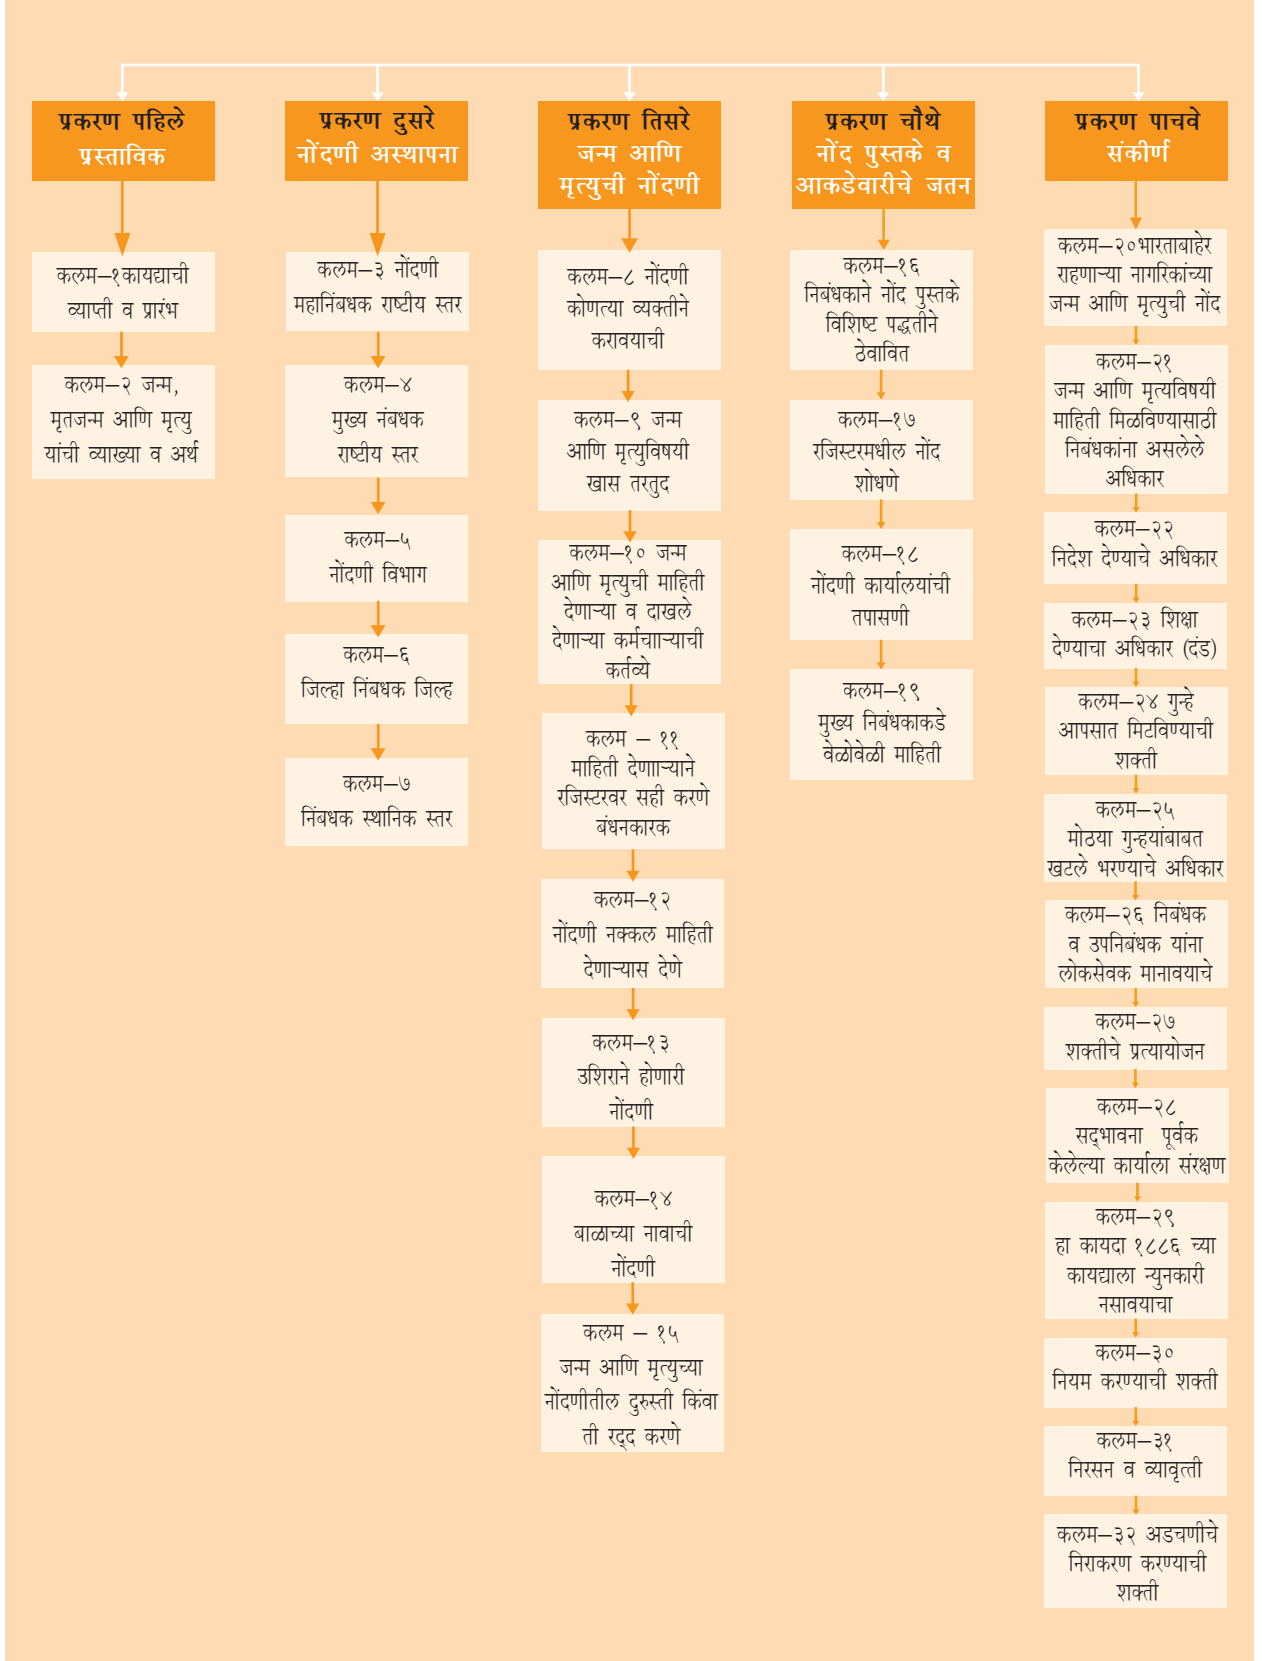 प्रकरण पहिले
प्रस्ताविक
कलम–१कायद्याची
व्याप्ती व प्रारंभ
कलम–२ जन्म,
मृतजन्म आणि मृत्यु
यांची व्याख्या व अर्थ
प्रकरण दुसरे
नोंदणी अस्थापना
कलम–३ नोंदणी
महानिंबधक राष्टीय स्तर
कलम–४
मुख्य नंबधक
राष्टीय स्तर
कलम–५
नोंदणी विभाग
कलम–६
जिल्हा निंबधक जिल्ह
कलम–७
निंबधक स्थानिक स्तर
प्रकरण तिसरे
जन्म आणि
मृत्युची नोंदणी
कलम–८ नोंदणी
कोणत्या व्यक्तीने
करावयाची
कलम–९ जन्म
आणि मृत्युविषयी
खास तरतुद
कलम–१० जन्म
आणि मृत्युची माहिती
देणाऱ्या व दाखले
देणाऱ्या कर्मचााऱ्याची
कर्तव्ये
कलम – ११
माहिती देणााऱ्याने
रजिस्टरवर सही करणे
बंधनकारक
कलम–१२
नोंदणी नक्कल माहिती
देणाऱ्यास देणे
कलम–१३
उशिराने होणारी
नोंदणी
कलम–१४
बाळाच्या नावाची
नोंदणी
कलम – १५
जन्म आणि मृत्युच्या
नोंदणीतील दुरुस्ती किंवा
ती रद्द करणे
प्रकरण चौथे
नोंद पुस्तके व
आकडेवारीचे जतन
कलम–१६
निबंधकाने नोंद पुस्तके
विशिष्ट पद्धतीने
ठेवावित
कलम–१७
रजिस्टरमधील नोंद
शोधणे
कलम–१८
नोंदणी कार्यालयांची
तपासणी
कलम–१९
मुख्य निबंधकाकडे
वेळोवेळी माहिती
प्रकरण पाचवे
संकीर्ण
कलम–२०भारताबाहेर
राहणाऱ्या नागरिकांच्या
जन्म आणि मृत्युची नोंद
कलम–२१
जन्म आणि मृत्यविषयी
माहिती मिळविण्यासाठी
निबंधकांना असलेले
अधिकार
कलम–२२
निदेश देण्याचे अधिकार
कलम–२३ शिक्षा
देण्याचा अधिकार (दंड)
कलम–२४ गुन्हे
आपसात मिटविण्याची
शक्ती
कलम–२५
मोठया गुन्हयांबाबत
खटले भरण्याचे अधिकार
कलम–२६ निबंधक
व उपनिबंधक यांना
लोकसेवक मानावयाचे
कलम–२७
शक्तीचे प्रत्यायोजन
कलम–२८
सद्भावना पूर्वक
केलेल्या कार्याला संरक्षण
कलम–२९
हा कायदा १८८६ च्या
कायद्याला न्युनकारी
नसावयाचा
कलम–३०
नियम करण्याची शक्ती
कलम–३१
निरसन व व्यावृत्ती
कलम–३२ अडचणीचे
निराकरण करण्याची
शक्ती